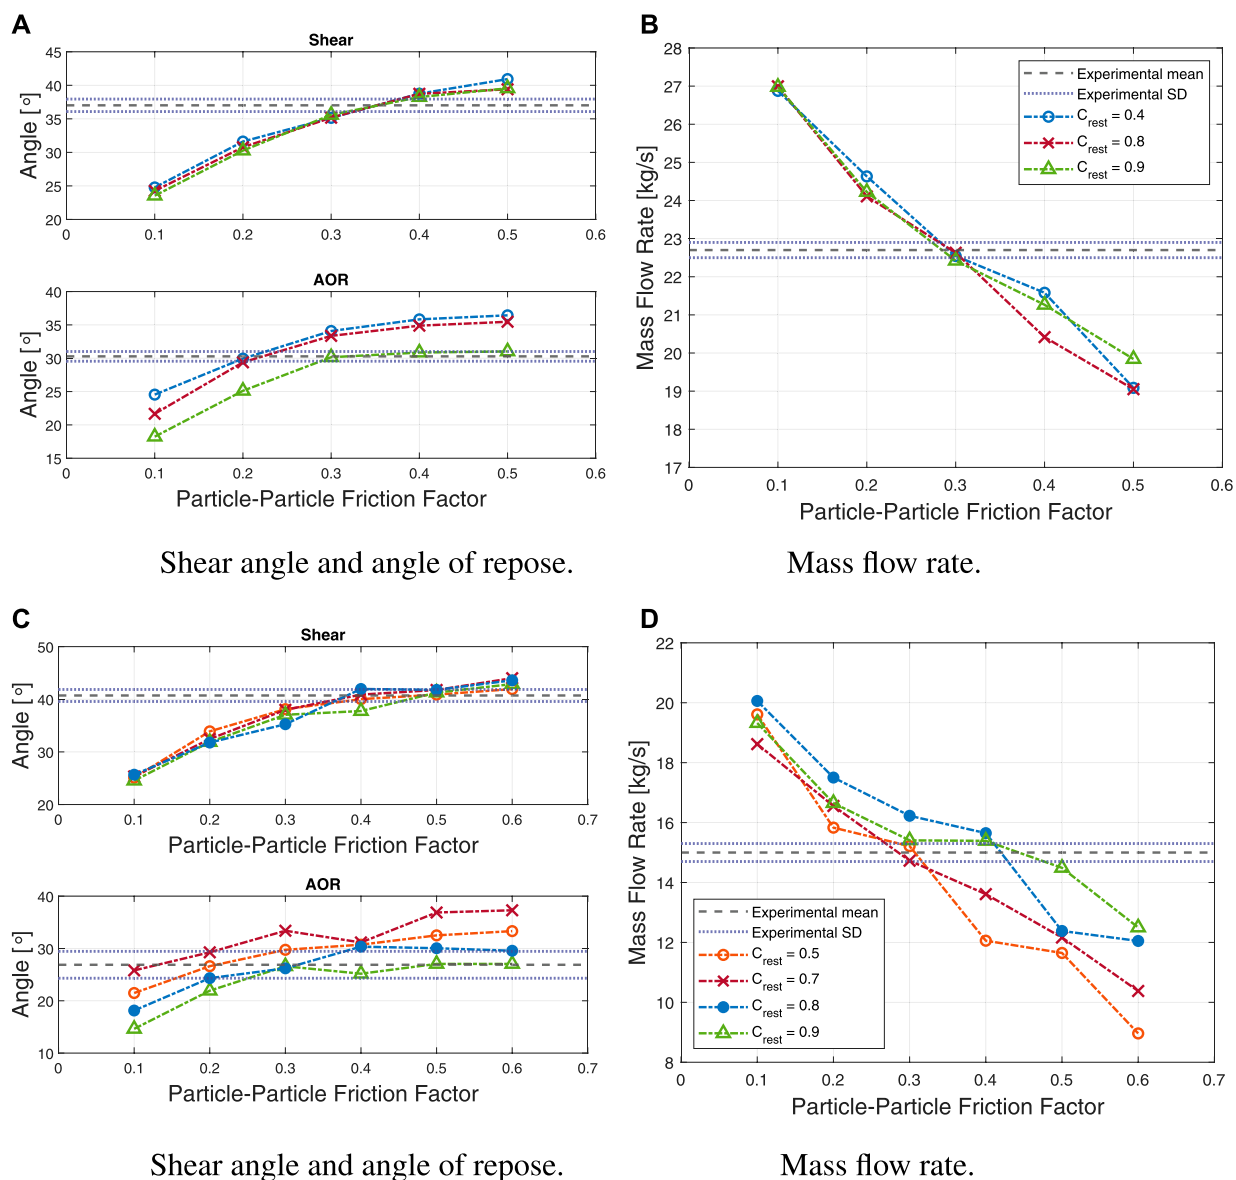 A
Shear
45
40
35
30
25
20
Angle [°]
0 0.1 0.2 0.3 0.4 0.5 0.6
AOR
40
35
30
25
20
15
Angle [°]
0 0.1 0.2 0.3 0.4 0.5 0.6
Particle-Particle Friction Factor
Shear angle and angle of repose.
B
28
27
26
25
24
23
22
21
20
19
18
17
Mass Flow Rate [kg/s]
Experimental mean
Experimental SD
C_rest = 0.4
C_rest = 0.8
C_rest = 0.9
0 0.1 0.2 0.3 0.4 0.5 0.6
Particle-Particle Friction Factor
Mass flow rate.
C
Shear
50
40
30
20
Angle [°]
0 0.1 0.2 0.3 0.4 0.5 0.6 0.7
Particle-Particle Friction Factor
AOR
40
30
20
10
Angle [°]
0 0.1 0.2 0.3 0.4 0.5 0.6 0.7
Particle-Particle Friction Factor
Shear angle and angle of repose.
D
22
20
18
16
14
12
10
8
Mass Flow Rate [kg/s]
Experimental mean
Experimental SD
C_rest = 0.5
C_rest = 0.7
C_rest = 0.8
C_rest = 0.9
0 0.1 0.2 0.3 0.4 0.5 0.6 0.7
Particle-Particle Friction Factor
Mass flow rate.